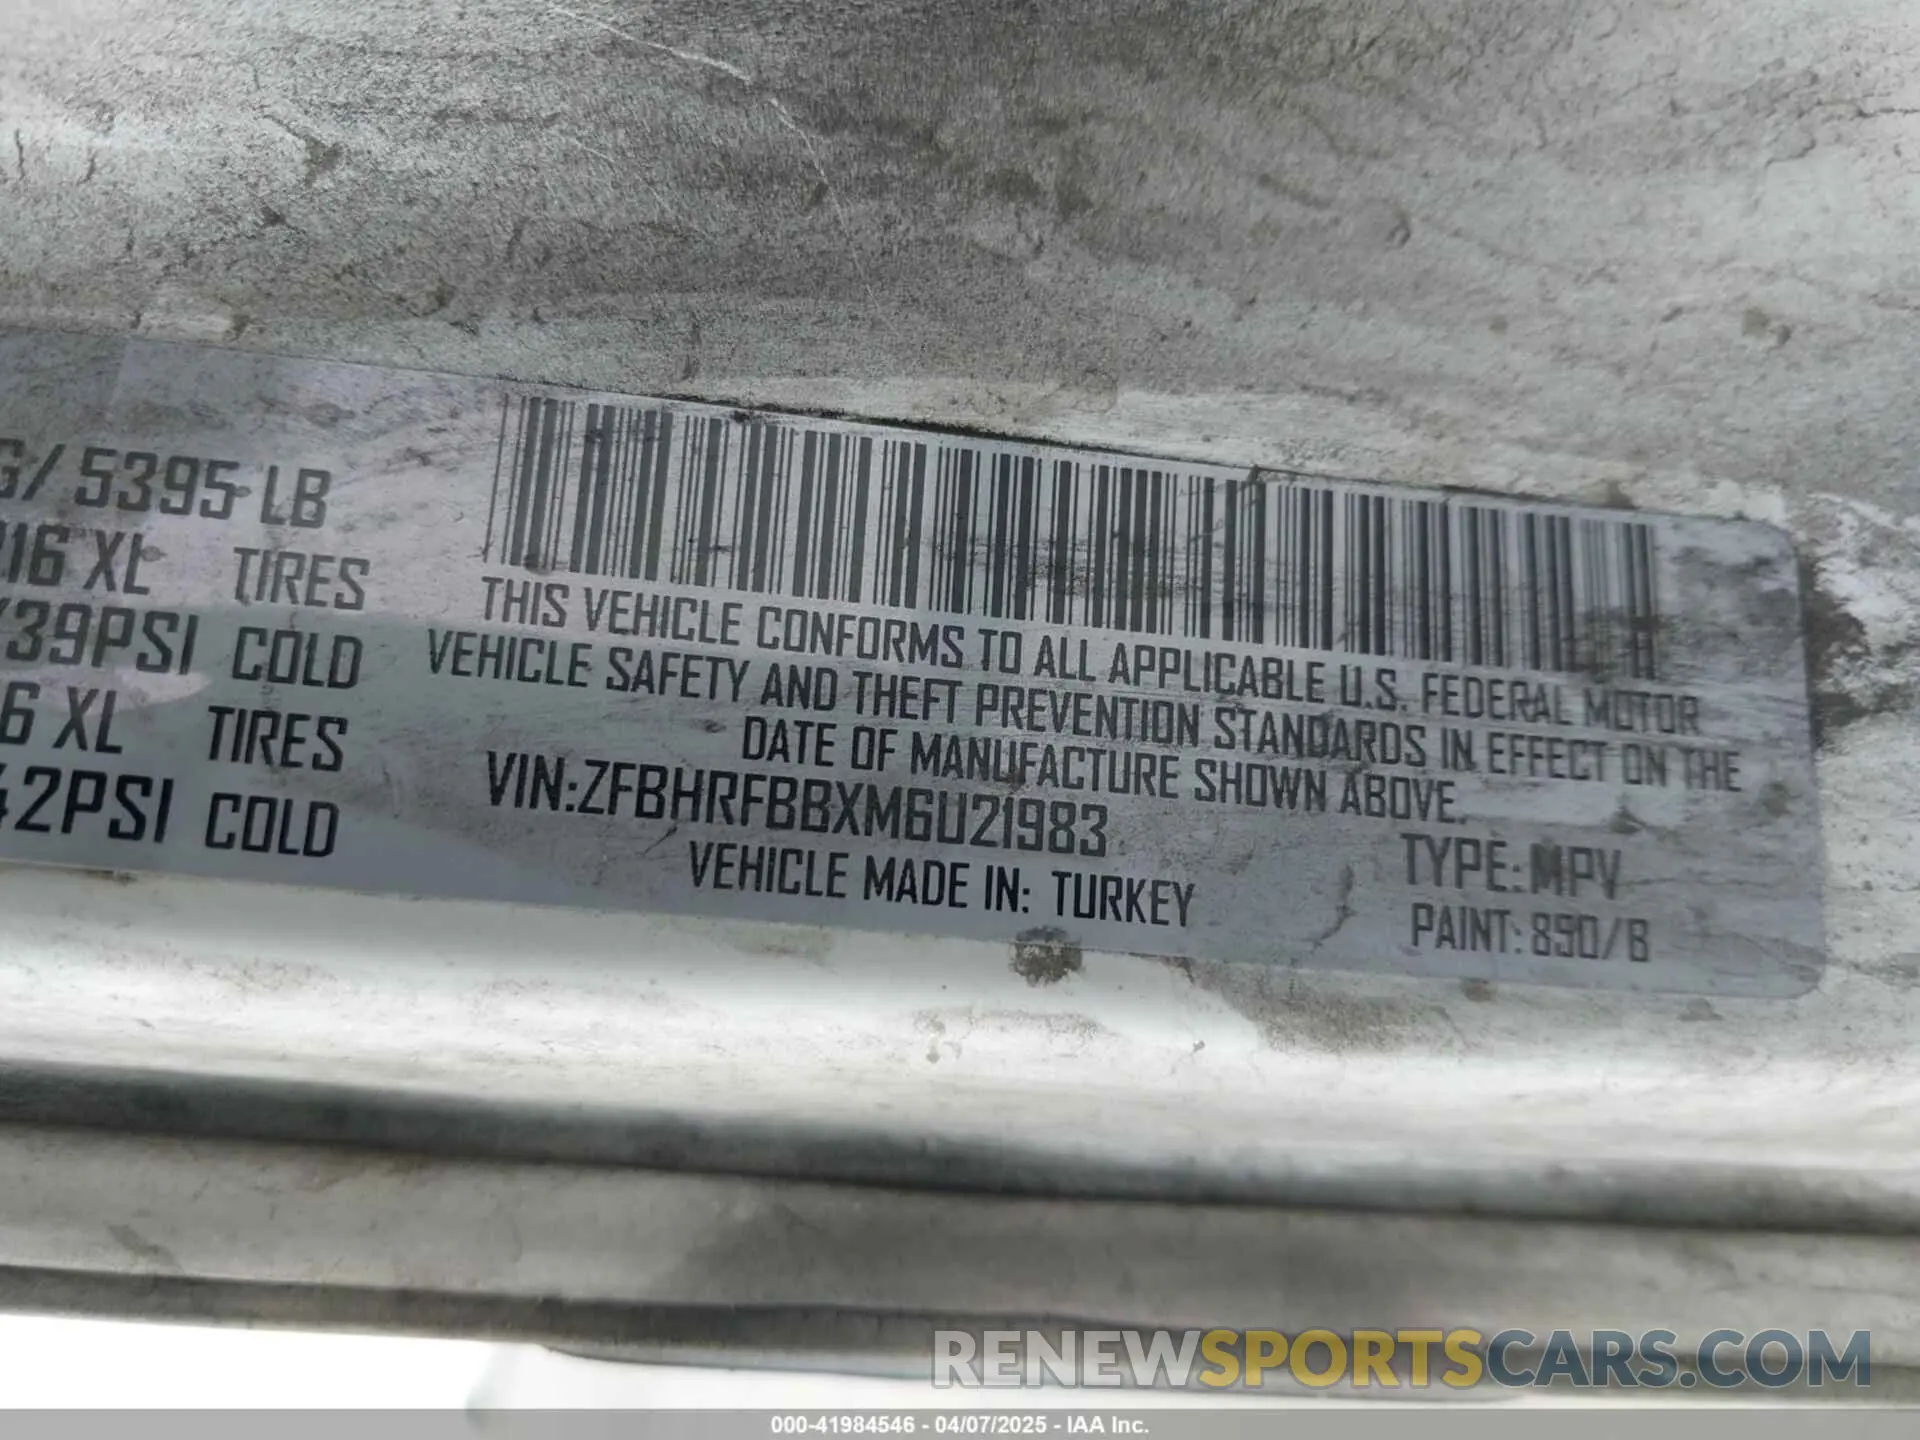 G/ 5395 LB
16 XL TIRES
39PSI COLD
6 XL TIRES
42PSI COLD
THIS VEHICLE CONFORMS TO ALL APPLICABLE U.S. FEDERAL MOTOR
VEHICLE SAFETY AND THEFT PREVENTION STANDARDS IN EFFECT ON THE
DATE OF MANUFACTURE SHOWN ABOVE.
VIN:ZFBHRFBBXM6U21983
TYPE:MPV
VEHICLE MADE IN: TURKEY
PAINT: 890/B
RENEWSPORTSCARS.COM
000-41984546 - 04/07/2025 - IAA Inc.